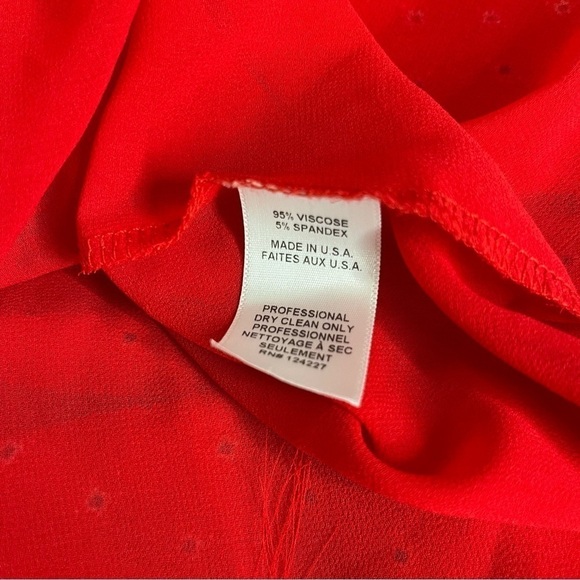 95% VISCOSE
5% SPANDEX
MADE IN U.S.A.
FAITES AUX U.S.A.
PROFESSIONAL
DRY CLEAN ONLY
PROFESSIONNEL
NETTOYAGE À SEC
SEULEMENT
RN# 124227